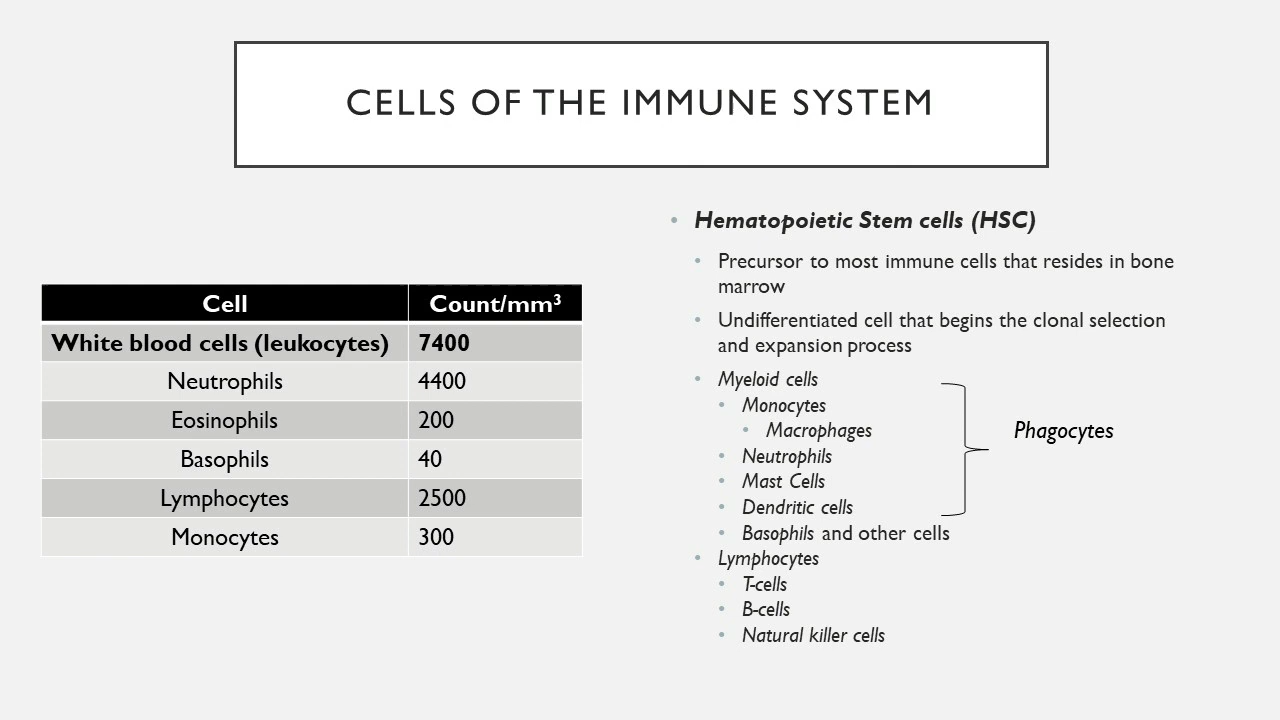 CELLS OF THE IMMUNE SYSTEM
Cell Count/mm³
White blood cells (leukocytes) 7400
Neutrophils 4400
Eosinophils 200
Basophils 40
Lymphocytes 2500
Monocytes 300
• Hematopoietic Stem cells (HSC)
• Precursor to most immune cells that resides in bone
marrow
• Undifferentiated cell that begins the clonal selection
and expansion process
• Myeloid cells
• Monocytes
• Macrophages
• Neutrophils
• Mast Cells
• Dendritic cells
• Basophils and other cells
• Lymphocytes
• T-cells
• B-cells
• Natural killer cells
Phagocytes